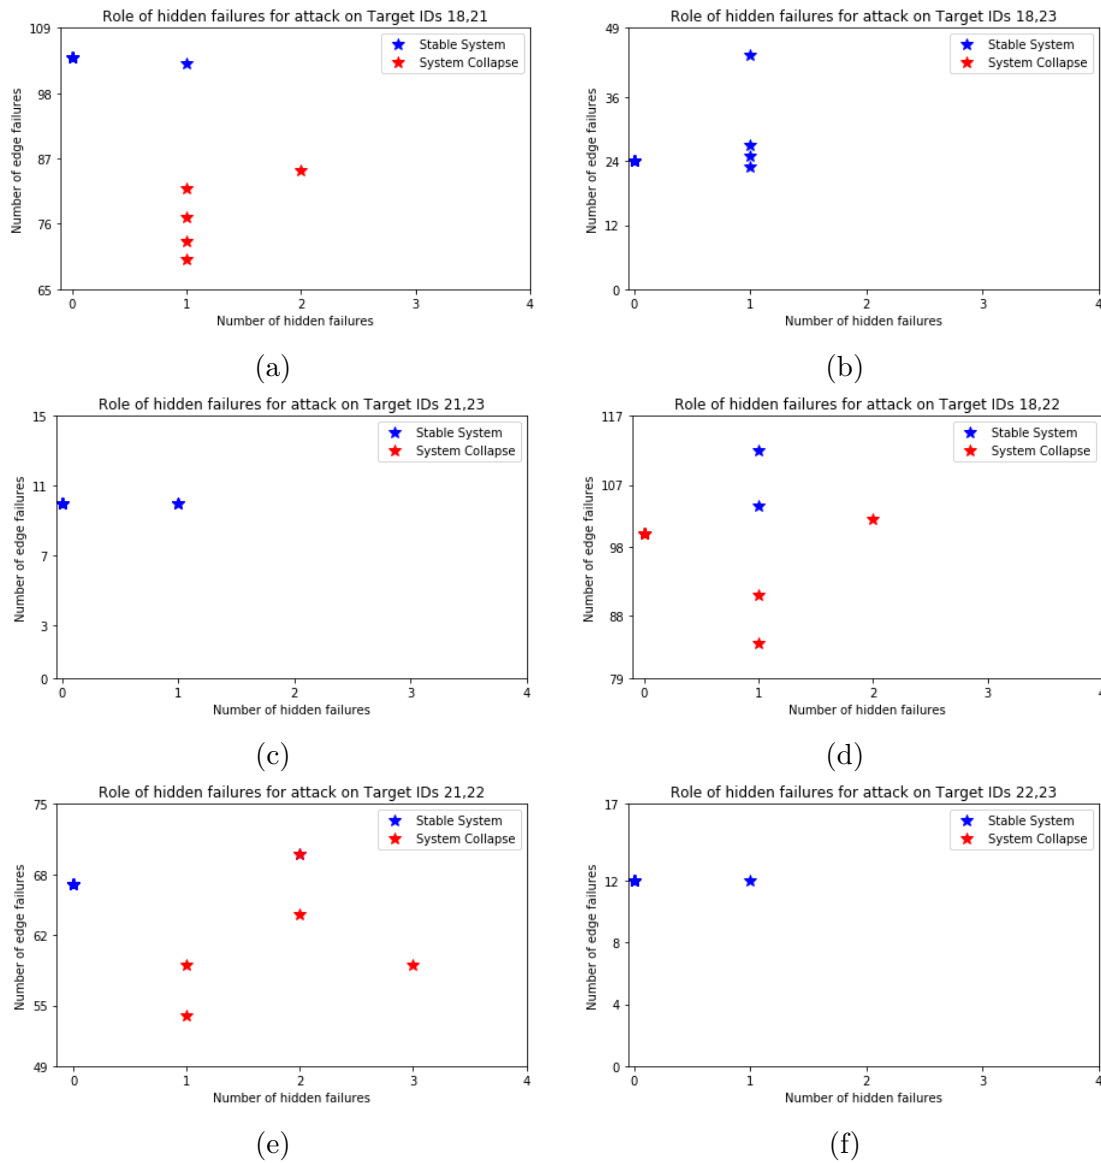 Role of hidden failures for attack on Target IDs 18,21
109
98
87
76
65
Number of edge failures
Stable System
System Collapse
0 1 2 3 4
Number of hidden failures
(a)
Role of hidden failures for attack on Target IDs 18,23
49
36
24
12
0
Number of edge failures
Stable System
System Collapse
0 1 2 3 4
Number of hidden failures
(b)
Role of hidden failures for attack on Target IDs 21,23
15
11
7
3
0
Number of edge failures
Stable System
System Collapse
0 1 2 3 4
Number of hidden failures
(c)
Role of hidden failures for attack on Target IDs 18,22
117
107
98
88
79
Number of edge failures
Stable System
System Collapse
0 1 2 3 4
Number of hidden failures
(d)
Role of hidden failures for attack on Target IDs 21,22
75
68
62
55
49
Number of edge failures
Stable System
System Collapse
0 1 2 3 4
Number of hidden failures
(e)
Role of hidden failures for attack on Target IDs 22,23
17
12
8
4
0
Number of edge failures
Stable System
System Collapse
0 1 2 3 4
Number of hidden failures
(f)